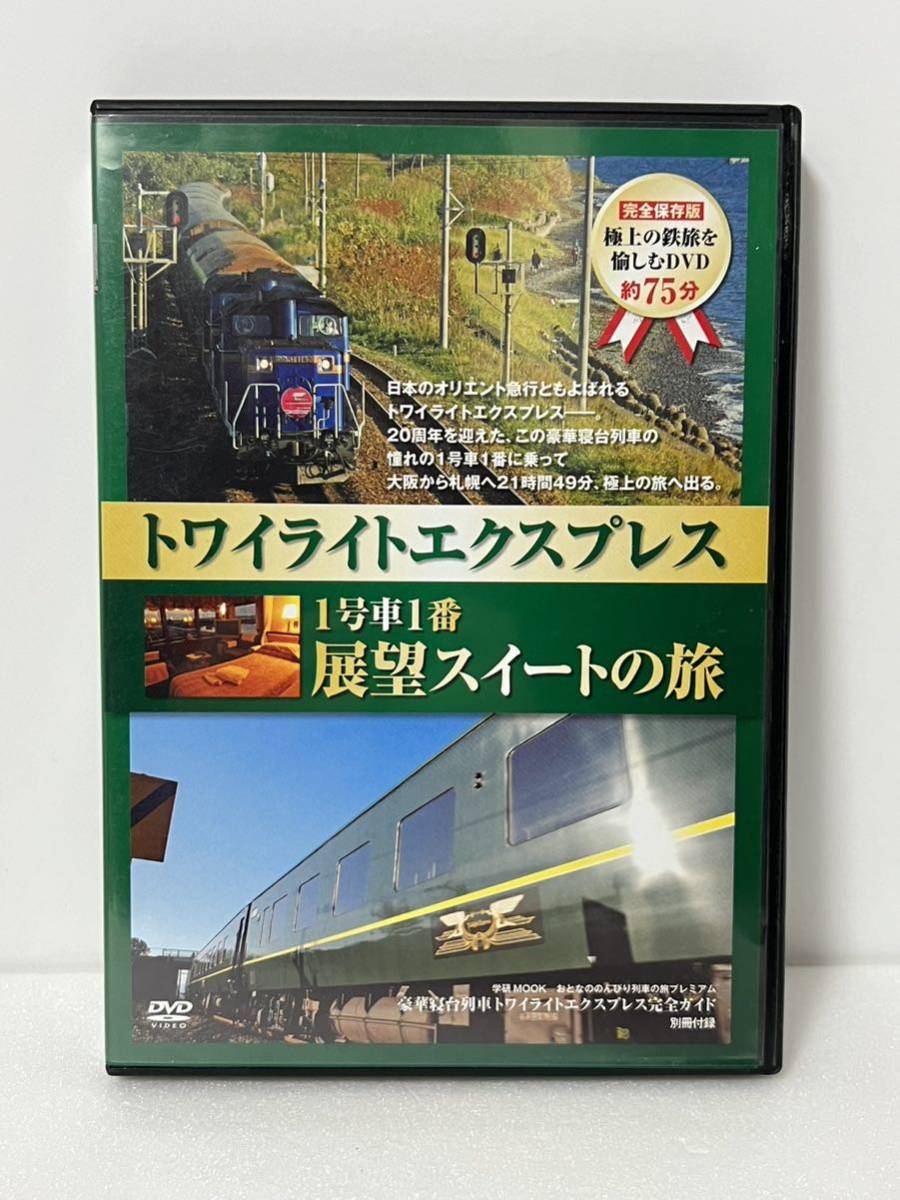 完全保存版
極上の鉄旅を
愉しむDVD
約75分
日本のオリエント急行ともよばれる
トワイライトエクスプレス——。
20周年を迎えた、この豪華寝台列車の
憧れの1号車1番に乗って
大阪から札幌へ21時間49分、極上の旅へ出る。
トワイライトエクスプレス
1号車1番
展望スイートの旅
学研MOOK おとなののんびり列車の旅プレミアム
豪華寝台列車トワイライトエクスプレス完全ガイド
別冊付録
DVD
VIDEO